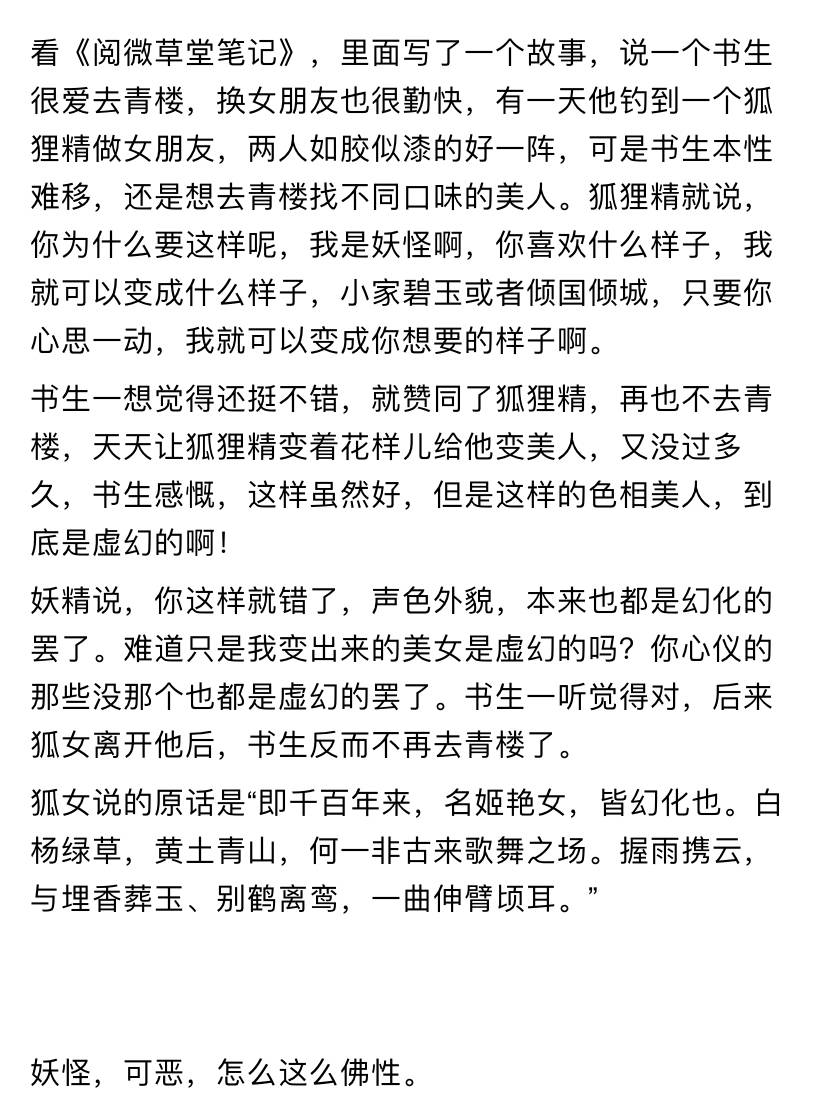 看《阅微草堂笔记》，里面写了一个故事，说一个书生
很爱去青楼，换女朋友也很勤快，有一天他钓到一个狐
狸精做女朋友，两人如胶似漆的好一阵，可是书生本性
难移，还是想去青楼找不同口味的美人。狐狸精就说，
你为什么要这样呢，我是妖怪啊，你喜欢什么样子，我
就可以变成什么样子，小家碧玉或者倾国倾城，只要你
心思一动，我就可以变成你想要的样子啊。
书生一想觉得还挺不错，就赞同了狐狸精，再也不去青
楼，天天让狐狸精变着花样儿给他变美人，又没过多
久，书生感慨，这样虽然好，但是这样的色相美人，到
底是虚幻的啊！
妖精说，你这样就错了，声色外貌，本来也都是幻化的
罢了。难道只是我变出来的美女是虚幻的吗？你心仪的
那些没那个也都是虚幻的罢了。书生一听觉得对，后来
狐女离开他后，书生反而不再去青楼了。
狐女说的原话是“即千百年来，名姬艳女，皆幻化也。白
杨绿草，黄土青山，何一非古来歌舞之场。握雨携云，
与埋香葬玉、别鹤离鸾，一曲伸臂顷耳。”
妖怪，可恶，怎么这么佛性。